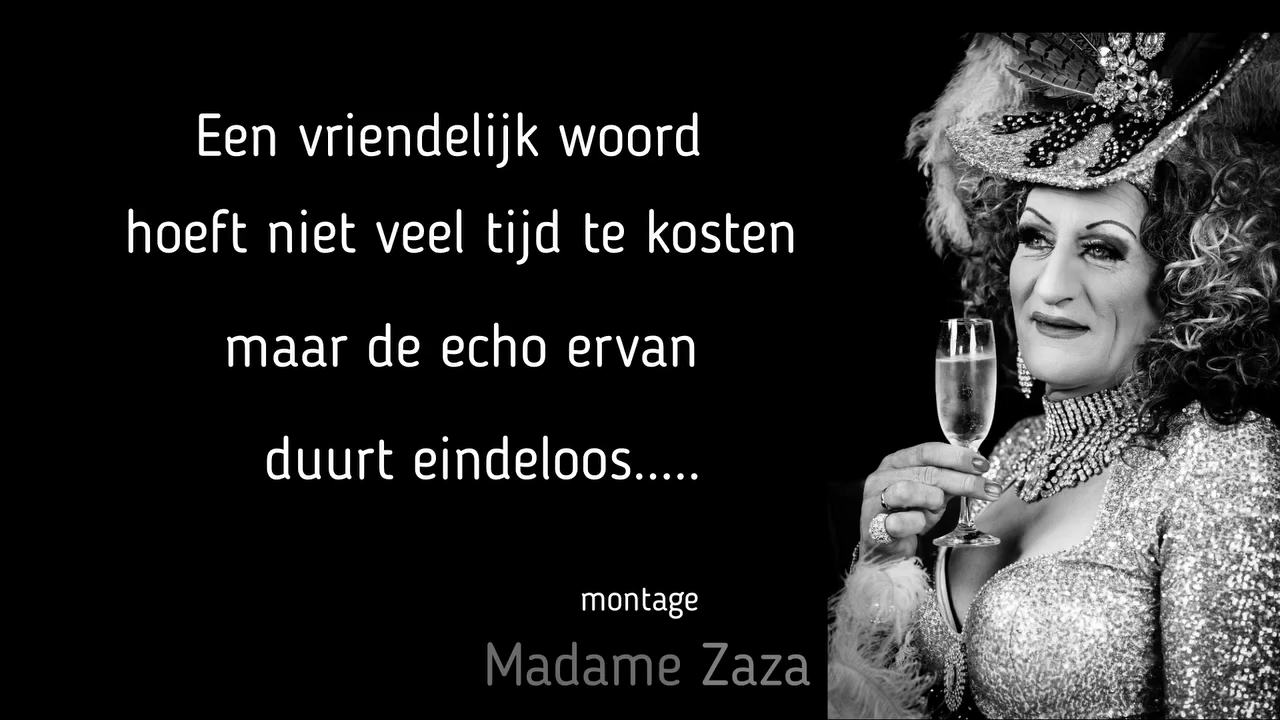 Een vriendelijk woord
hoeft niet veel tijd te kosten
maar de echo ervan
duurt eindeloos.....
montage
Madame Zaza